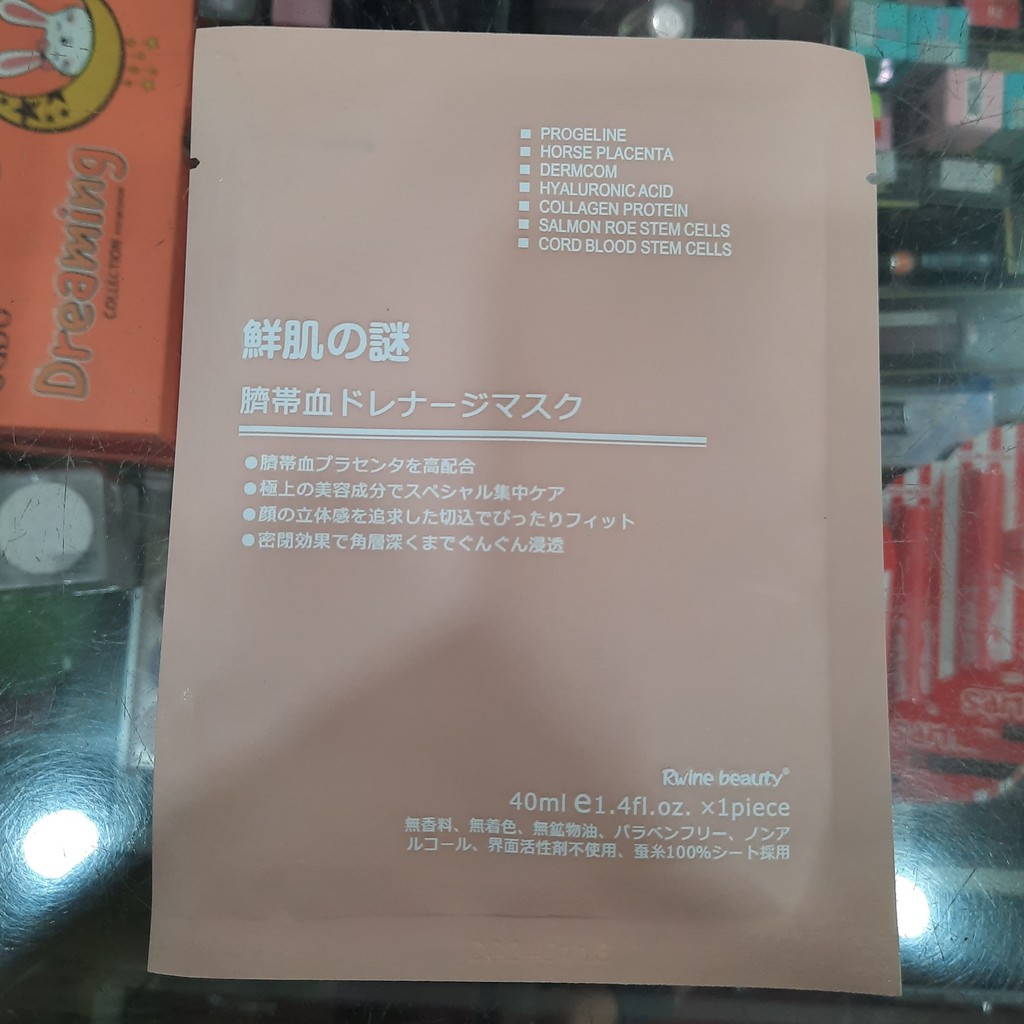 Dreaming
COLLECTION
PROGELINE
HORSE PLACENTA
DERMCOM
HYALURONIC ACID
COLLAGEN PROTEIN
SALMON ROE STEM CELLS
CORD BLOOD STEM CELLS
鮮肌の謎
臍帯血ドレナージマスク
●臍帯血プラセンタを高配合
●極上の美容成分でスペシャル集中ケア
●顔の立体感を追求した切込でぴったりフィット
●密閉効果で角層深くまでぐんぐん浸透
Rwine beauty®
40ml e1.4fl.oz. ×1piece
無香料、無着色、無鉱物油、パラベンフリー、ノンア
ルコール、界面活性剤不使用、蚕糸100%シート採用